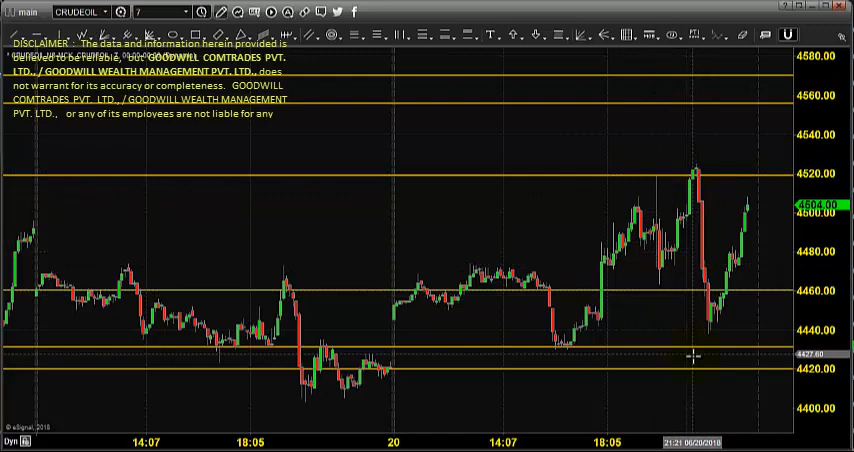 main
CRUDEOIL
7
DISCLAIMER : The data and information herein provided is
believed to be reliable, but GOODWILL COMTRADES PVT.
LTD., / GOODWILL WEALTH MANAGEMENT PVT. LTD., does
not warrant for its accuracy or completeness. GOODWILL
COMTRADES PVT. LTD., / GOODWILL WEALTH MANAGEMENT
PVT. LTD., or any of its employees are not liable for any
4580.00
4560.00
4540.00
4520.00
4504.00
4500.00
4480.00
4460.00
4440.00
4427.60
4420.00
4400.00
© eSignal, 2018
Dyn
14:07
18:05
20
14:07
18:05
21:21 06/20/2018